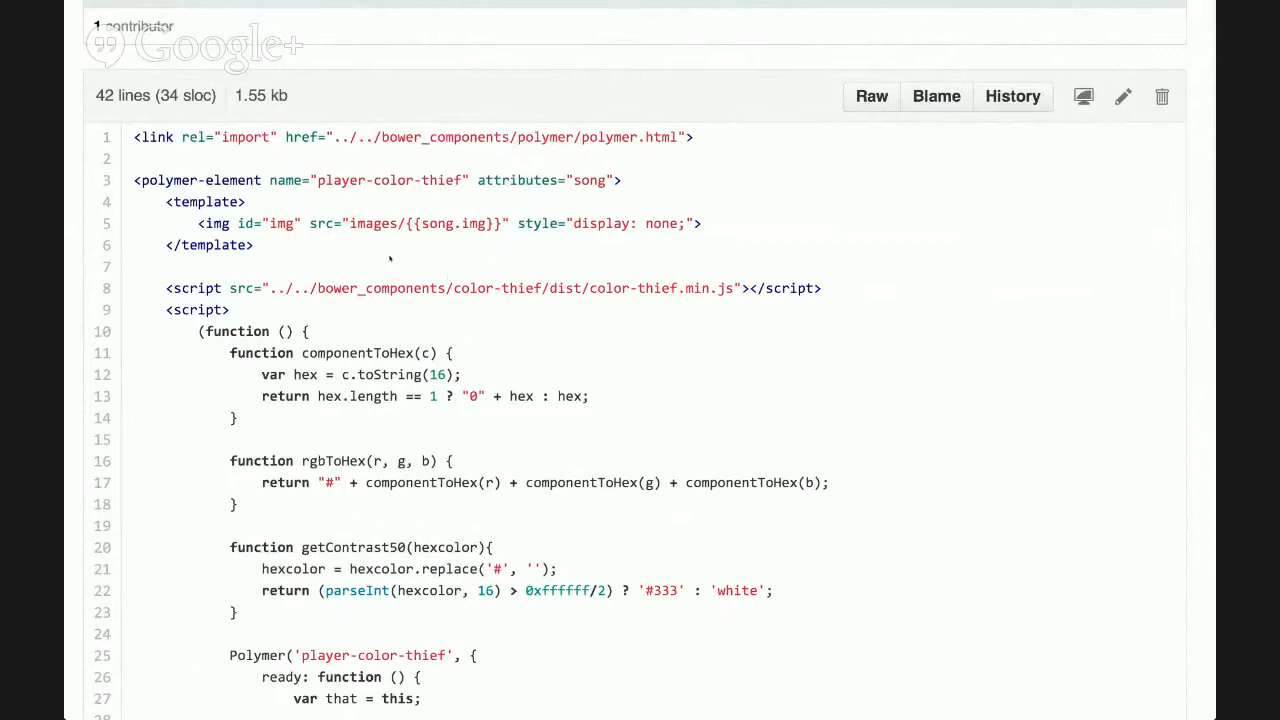 1 contributor
Google+
42 lines (34 sloc) 1.55 kb
Raw Blame History
1 <link rel="import" href="../../bower_components/polymer/polymer.html">
2
3 <polymer-element name="player-color-thief" attributes="song">
4 <template>
5 <img id="img" src="images/{{song.img}}" style="display: none;">
6 </template>
7
8 <script src="../../bower_components/color-thief/dist/color-thief.min.js"></script>
9 <script>
10 (function () {
11 function componentToHex(c) {
12 var hex = c.toString(16);
13 return hex.length == 1 ? "0" + hex : hex;
14 }
15
16 function rgbToHex(r, g, b) {
17 return "#" + componentToHex(r) + componentToHex(g) + componentToHex(b);
18 }
19
20 function getContrast50(hexcolor){
21 hexcolor = hexcolor.replace('#', '');
22 return (parseInt(hexcolor, 16) > 0xffffff/2) ? '#333' : 'white';
23 }
24
25 Polymer('player-color-thief', {
26 ready: function () {
27 var that = this;
28